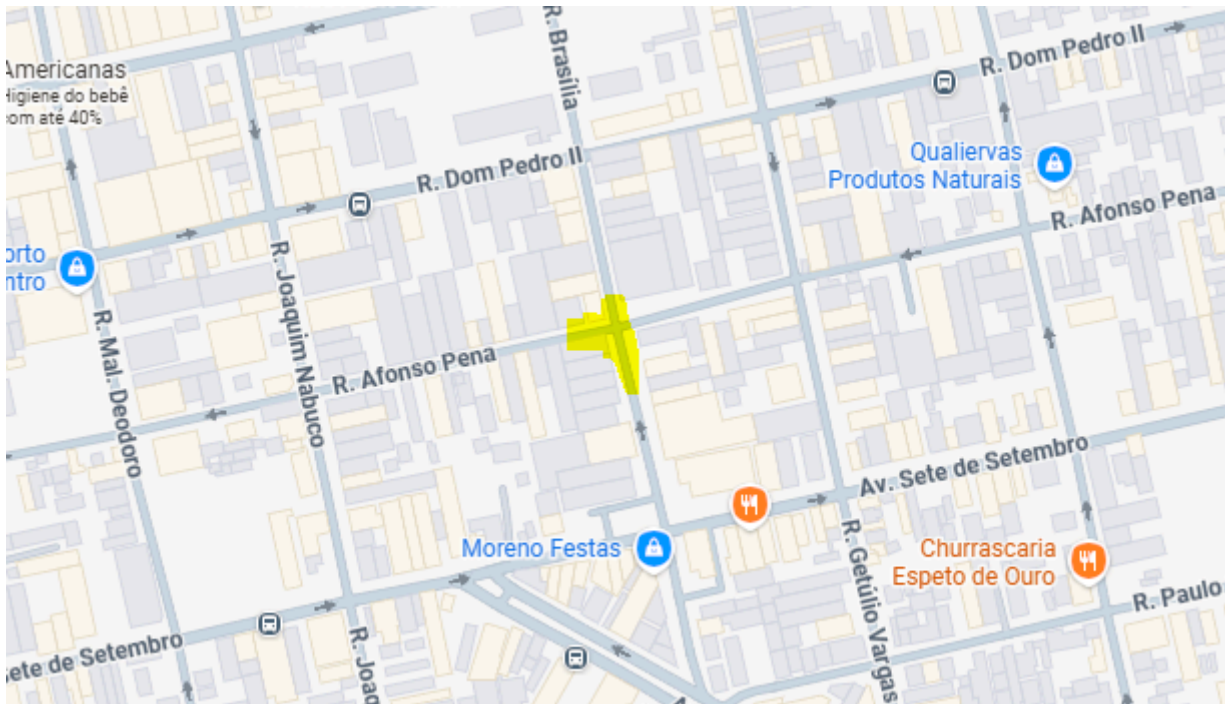 R. Brasília
R. Dom Pedro II
Americanas
Higiene do bebê
com até 40%
Qualiervas
Produtos Naturais
R. Dom Pedro II
R. Afonso Pena
orto
ntro
R. Joaquim Nabuco
R. Mal. Deodoro
R. Afonso Pena
Av. Sete de Setembro
Moreno Festas
R. Getúlio Vargas
Churrascaria
Espeto de Ouro
R. Paulo
Sete de Setembro
R. Joaq